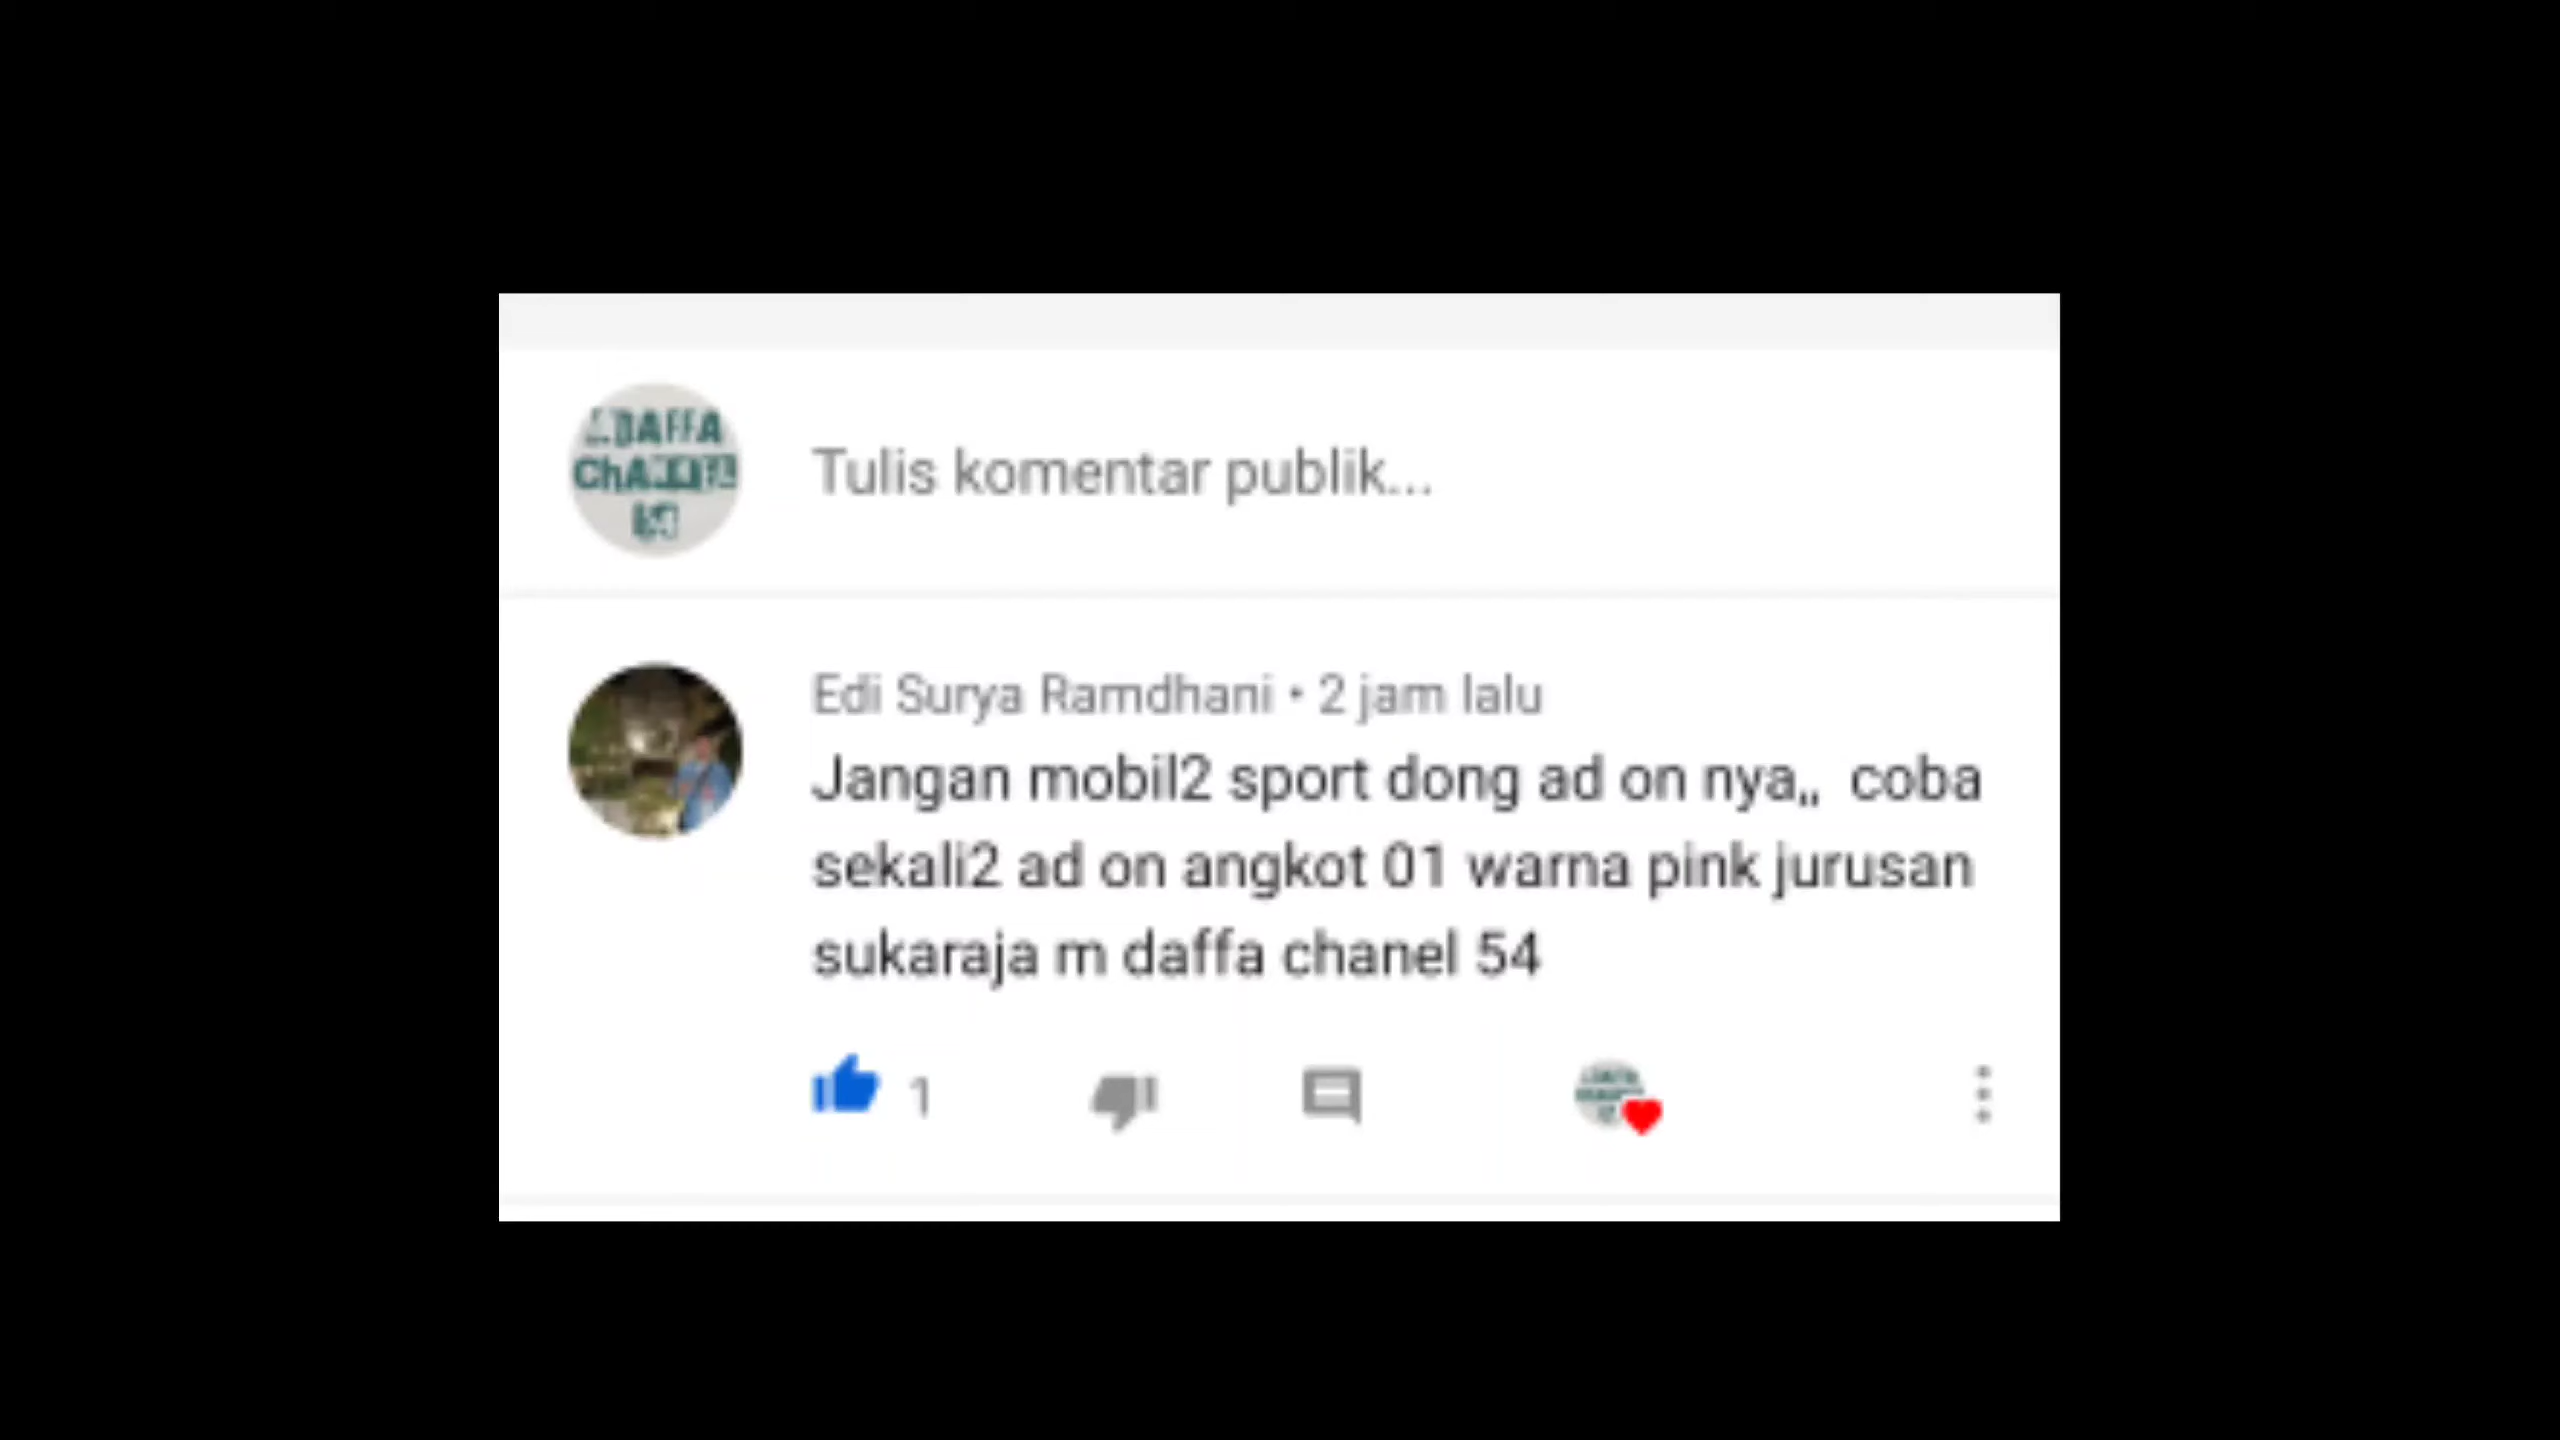 DAFFA
Tulis komentar publik...
Edi Surya Ramdhani • 2 jam lalu
Jangan mobil2 sport dong ad on nya,, coba
sekali2 ad on angkot 01 warna pink jurusan
sukaraja m daffa chanel 54
1